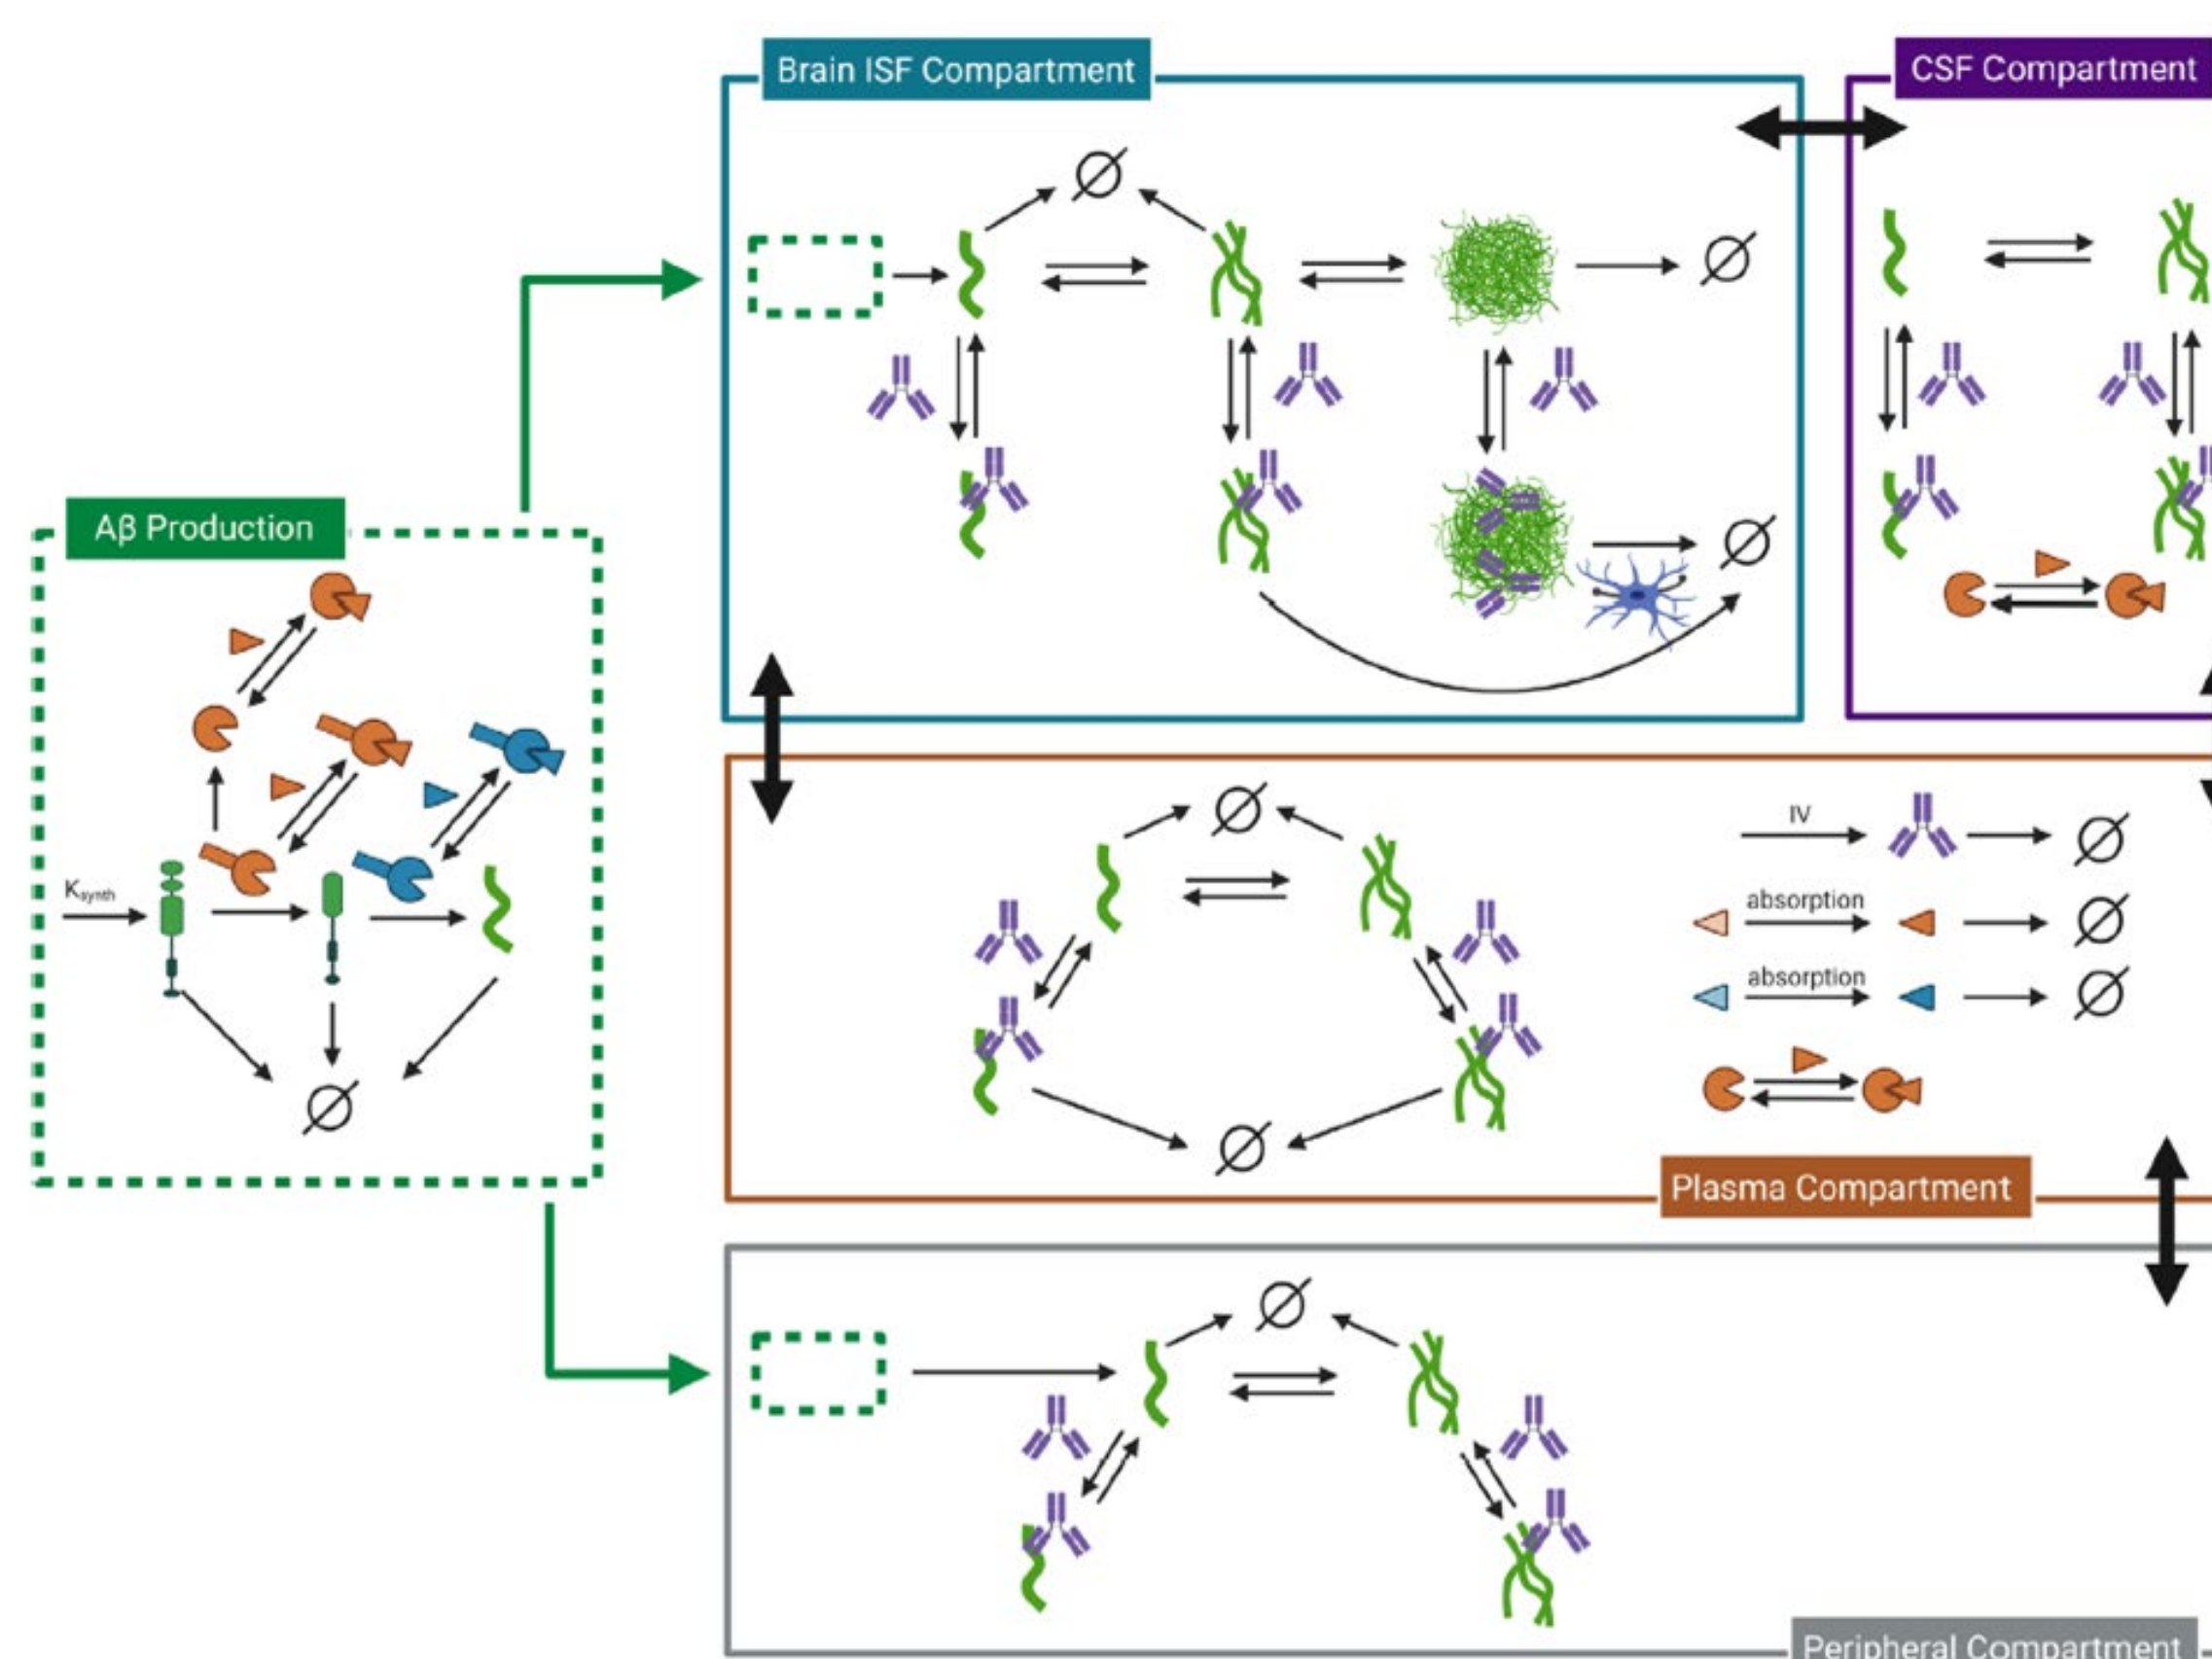 Brain ISF Compartment
CSF Compartment
Aβ Production
Ksynth
IV
absorption
absorption
Plasma Compartment
Peripheral Compartment